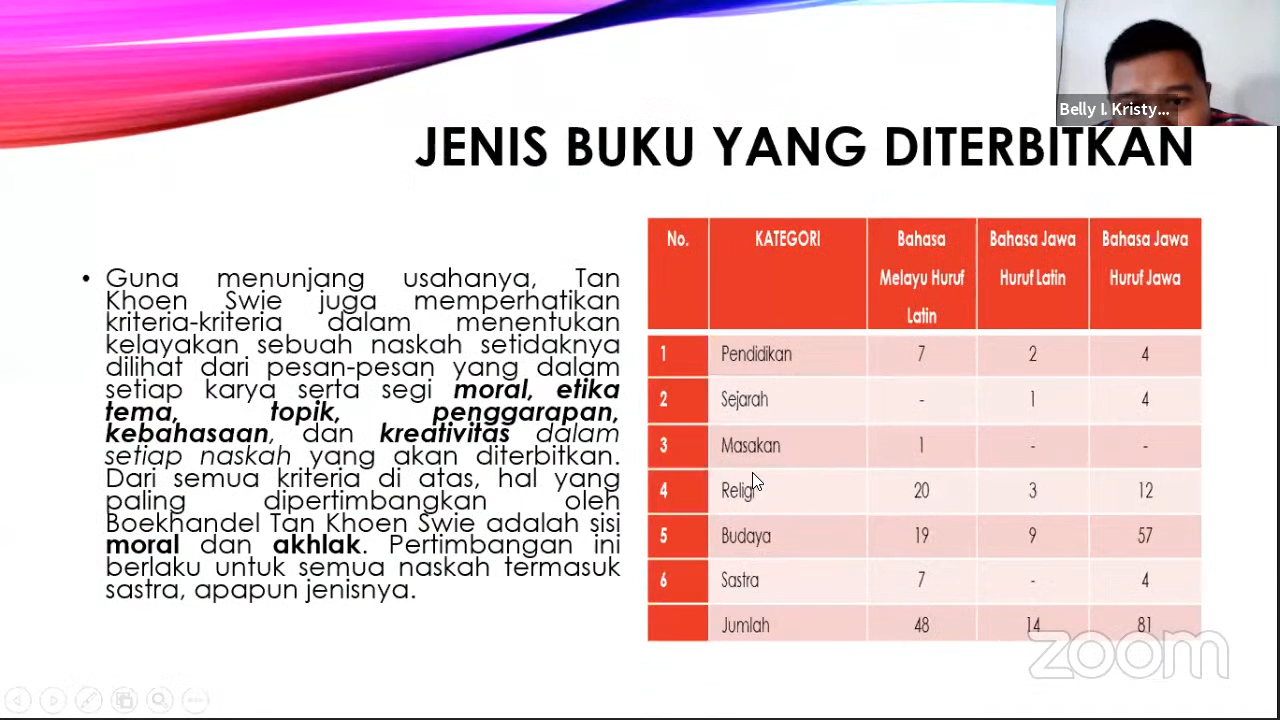 Belly I. Kristy...
JENIS BUKU YANG DITERBITKAN
• Guna menunjang usahanya, Tan
Khoen Swie juga memperhatikan
kriteria-kriteria dalam menentukan
kelayakan sebuah naskah setidaknya
dilihat dari pesan-pesan yang dalam
setiap karya serta segi moral, etika
tema, topik, penggarapan,
kebahasaan, dan kreativitas dalam
setiap naskah yang akan diterbitkan.
Dari semua kriteria di atas, hal yang
paling dipertimbangkan oleh
Boekhandel Tan Khoen Swie adalah sisi
moral dan akhlak. Pertimbangan ini
berlaku untuk semua naskah termasuk
sastra, apapun jenisnya.
No. KATEGORI Bahasa Melayu Huruf Latin Bahasa Jawa Huruf Latin Bahasa Jawa Huruf Jawa
1 Pendidikan 7 2 4
2 Sejarah - 1 4
3 Masakan 1 - -
4 Religi 20 3 12
5 Budaya 19 9 57
6 Sastra 7 - 4
Jumlah 48 14 81
zoom